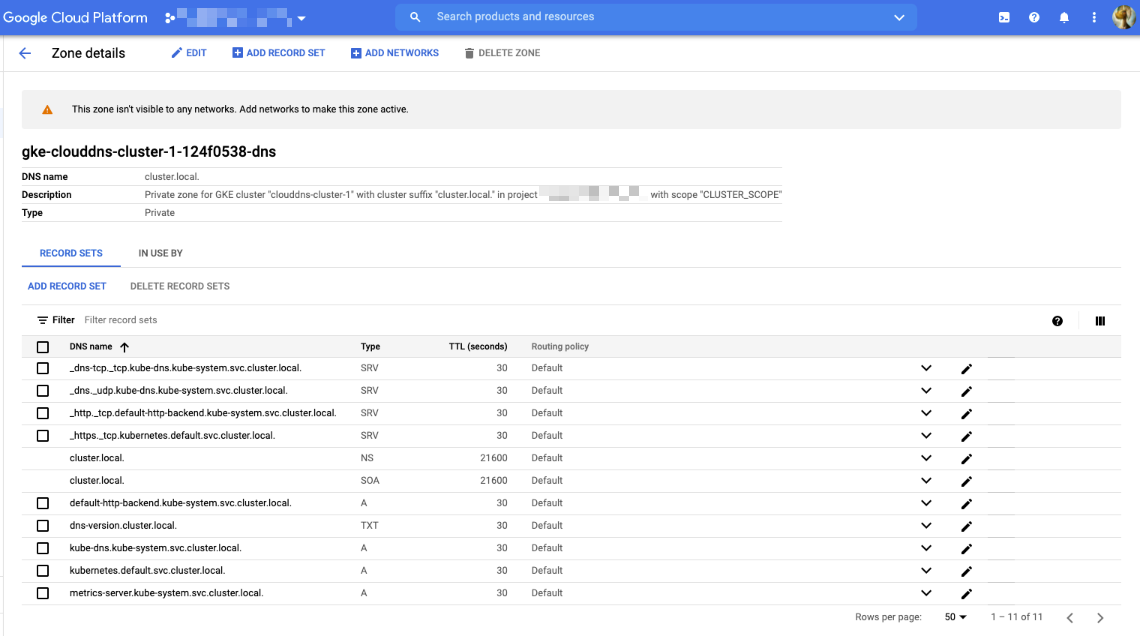 Google Cloud Platform
Search products and resources
Zone details EDIT ADD RECORD SET ADD NETWORKS DELETE ZONE
This zone isn't visible to any networks. Add networks to make this zone active.
gke-clouddns-cluster-1-124f0538-dns
DNS name cluster.local.
Description Private zone for GKE cluster "clouddns-cluster-1" with cluster suffix "cluster.local." in project with scope "CLUSTER_SCOPE"
Type Private
RECORD SETS IN USE BY
ADD RECORD SET DELETE RECORD SETS
Filter Filter record sets
DNS name Type TTL (seconds) Routing policy
_dns-tcp._tcp.kube-dns.kube-system.svc.cluster.local. SRV 30 Default
_dns._udp.kube-dns.kube-system.svc.cluster.local. SRV 30 Default
_http._tcp.default-http-backend.kube-system.svc.cluster.local. SRV 30 Default
_https._tcp.kubernetes.default.svc.cluster.local. SRV 30 Default
cluster.local. NS 21600 Default
cluster.local. SOA 21600 Default
default-http-backend.kube-system.svc.cluster.local. A 30 Default
dns-version.cluster.local. TXT 30 Default
kube-dns.kube-system.svc.cluster.local. A 30 Default
kubernetes.default.svc.cluster.local. A 30 Default
metrics-server.kube-system.svc.cluster.local. A 30 Default
Rows per page: 50 1 – 11 of 11